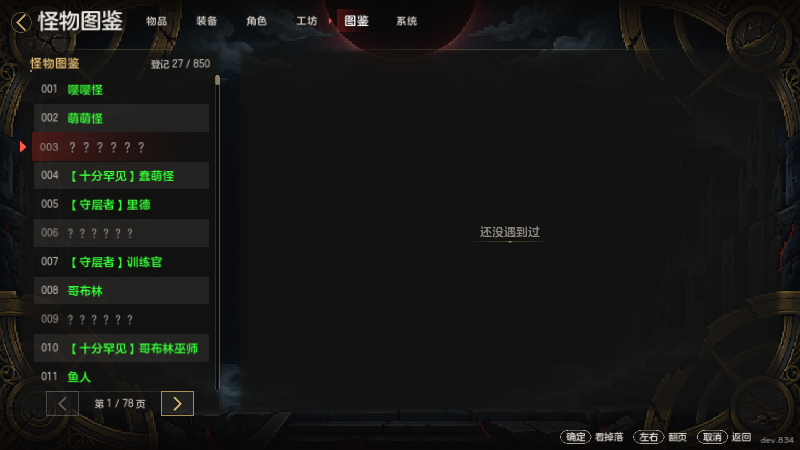 怪物图鉴 物品 装备 角色 工坊 图鉴 系统
怪物图鉴 登记 27 / 850
001 嘤嘤怪
002 萌萌怪
003 ？？？？？？
004 【十分罕见】蠢萌怪
005 【守层者】里德
006 ？？？？？？
007 【守层者】训练官
008 哥布林
009 ？？？？？？
010 【十分罕见】哥布林巫师
011 鱼人
第 1 / 78 页
还没遇到过
确定 看掉落 左右 翻页 取消 返回 dev.834